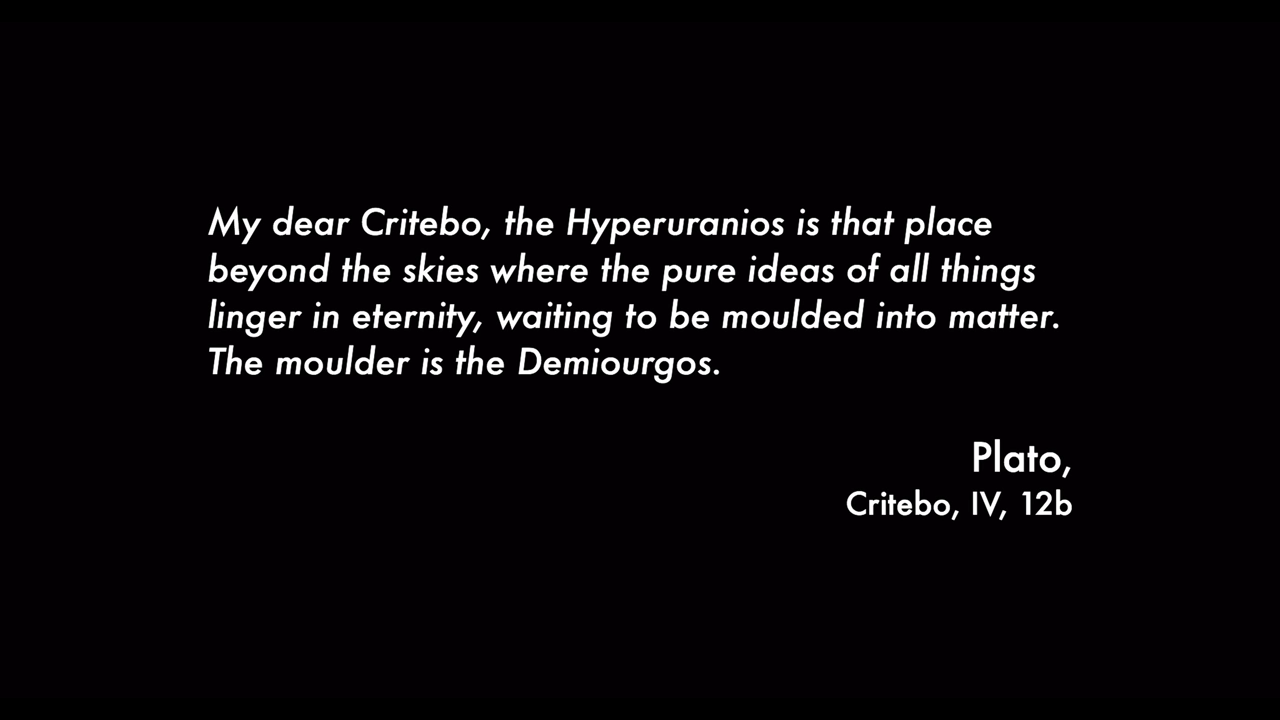 My dear Critebo, the Hyperuranios is that place
beyond the skies where the pure ideas of all things
linger in eternity, waiting to be moulded into matter.
The moulder is the Demiourgos.
Plato,
Critebo, IV, 12b